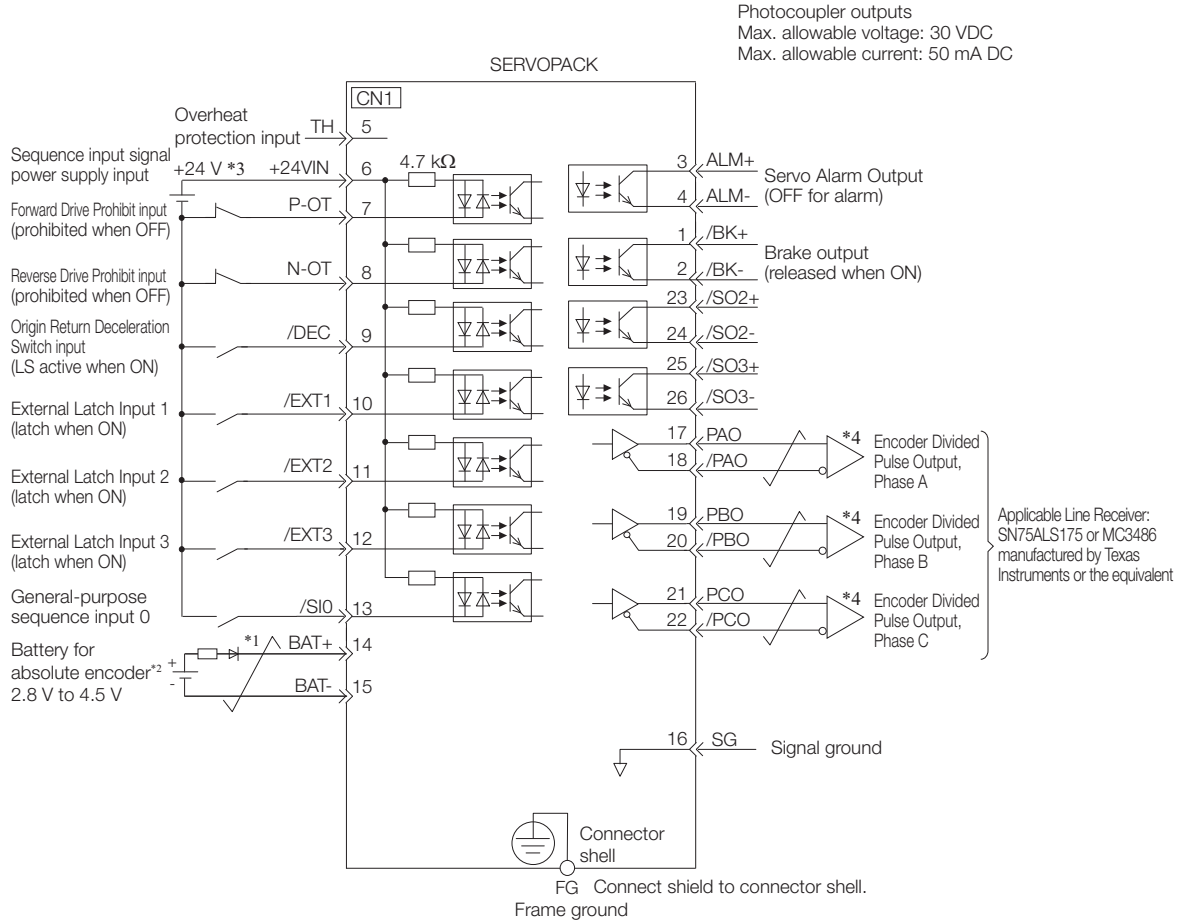 Photocoupler outputs
Max. allowable voltage: 30 VDC
Max. allowable current: 50 mA DC
SERVOPACK
CN1
Overheat
protection input
TH
5
Sequence input signal
power supply input
+24 V *3
+24VIN
6
4.7 kΩ
Forward Drive Prohibit input
(prohibited when OFF)
P-OT
7
Reverse Drive Prohibit input
(prohibited when OFF)
N-OT
8
Origin Return Deceleration
Switch input
(LS active when ON)
/DEC
9
External Latch Input 1
(latch when ON)
/EXT1
10
External Latch Input 2
(latch when ON)
/EXT2
11
External Latch Input 3
(latch when ON)
/EXT3
12
General-purpose
sequence input 0
/SI0
13
Battery for
absolute encoder*2
2.8 V to 4.5 V
+
-
*1
BAT+
14
BAT-
15
3
ALM+
4
ALM-
Servo Alarm Output
(OFF for alarm)
1
/BK+
2
/BK-
Brake output
(released when ON)
23
/SO2+
24
/SO2-
25
/SO3+
26
/SO3-
17
PAO
18
/PAO
*4
Encoder Divided
Pulse Output,
Phase A
19
PBO
20
/PBO
*4
Encoder Divided
Pulse Output,
Phase B
21
PCO
22
/PCO
*4
Encoder Divided
Pulse Output,
Phase C
Applicable Line Receiver:
SN75ALS175 or MC3486
manufactured by Texas
Instruments or the equivalent
16
SG
Signal ground
Connector
shell
FG
Connect shield to connector shell.
Frame ground